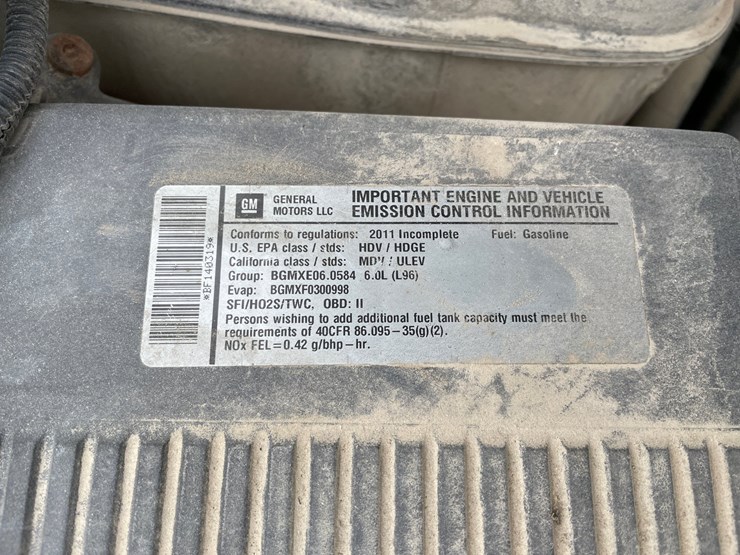 *BF140319*
GM GENERAL MOTORS LLC
IMPORTANT ENGINE AND VEHICLE
EMISSION CONTROL INFORMATION
Conforms to regulations: 2011 Incomplete Fuel: Gasoline
U.S. EPA class / stds: HDV / HDGE
California class / stds: MDV / ULEV
Group: BGMXE06.0584 6.0L (L96)
Evap: BGMXF0300998
SFI/HO2S/TWC, OBD: II
Persons wishing to add additional fuel tank capacity must meet the
requirements of 40CFR 86.095-35(g)(2).
NOx FEL=0.42 g/bhp-hr.